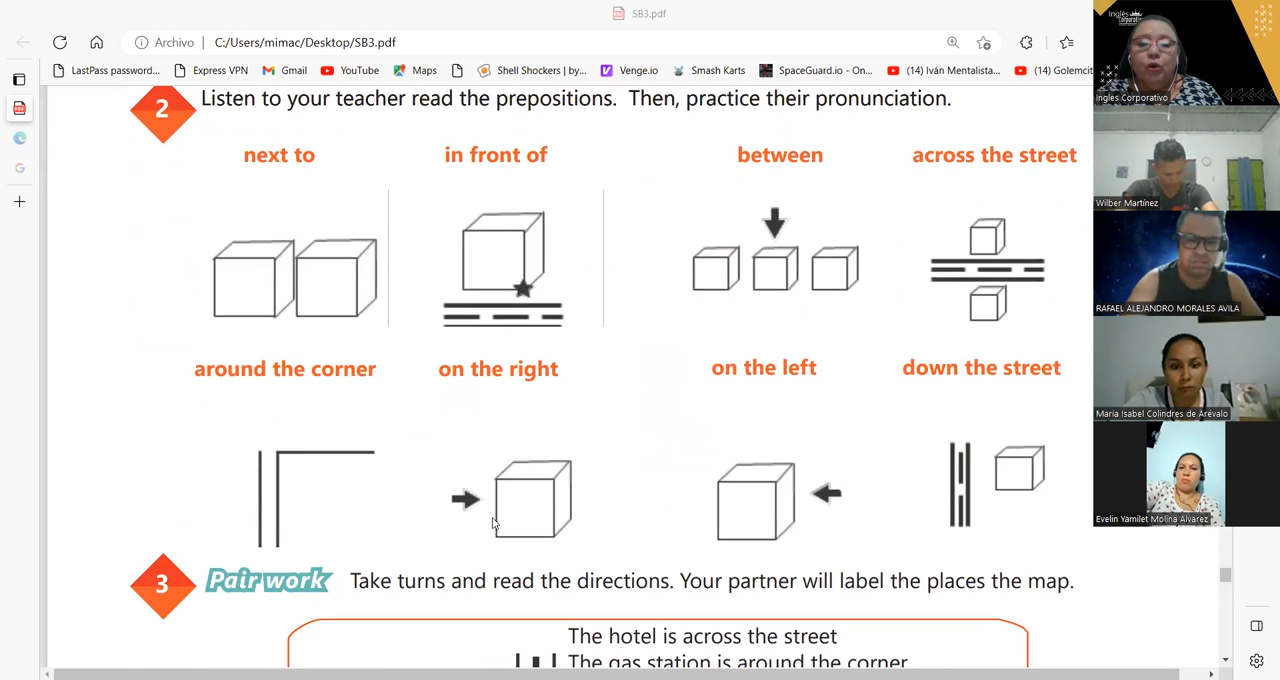 SB3.pdf
Archivo C:/Users/mimac/Desktop/SB3.pdf
LastPass password... Express VPN Gmail YouTube Maps Shell Shockers | by... Venge.io Smash Karts SpaceGuard.io - On... (14) Iván Mentalista... (14) Golemcit
2 Listen to your teacher read the prepositions. Then, practice their pronunciation.
next to in front of between across the street
around the corner on the right on the left down the street
3 Pair work Take turns and read the directions. Your partner will label the places the map.
The hotel is across the street
The gas station is around the corner
Inglés
Corporativo
Ingles Corporativo
Wilber Martínez
RAFAEL ALEJANDRO MORALES AVILA
Maria Isabel Colindres de Arévalo
Evelin Yamilet Molina Alvarez